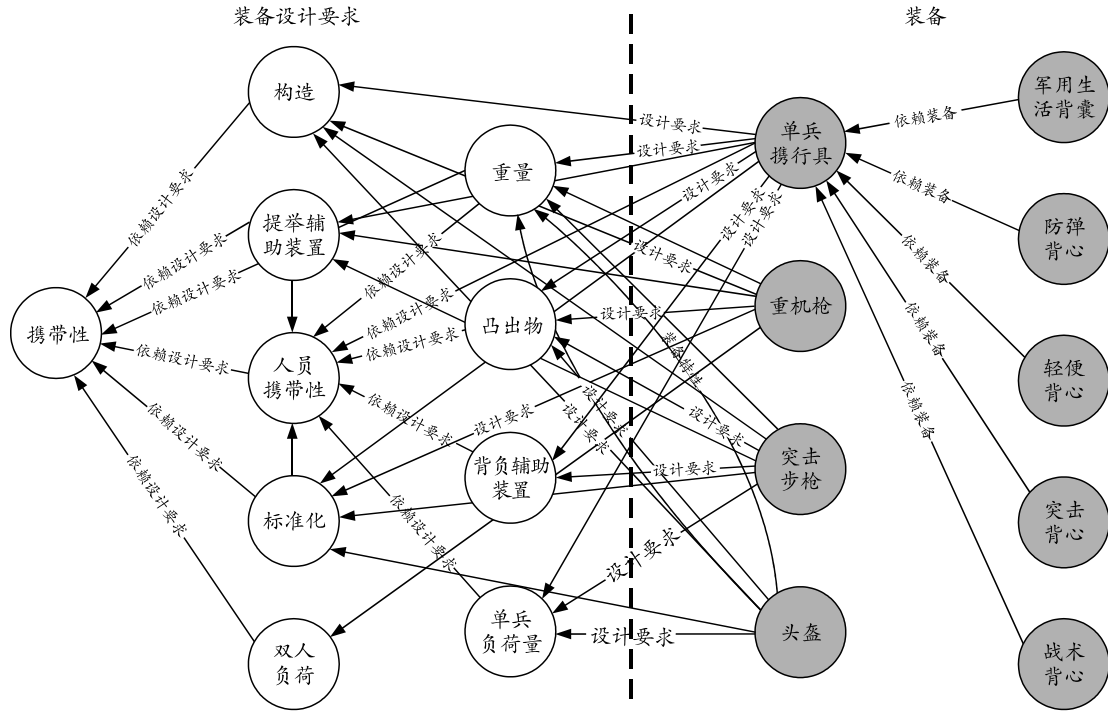 装备设计要求
装备
构造
提举辅
助装置
携带性
人员
携带性
标准化
双人
负荷
重量
凸出物
背负辅助
装置
单兵
负荷量
单兵
携行具
重机枪
突击
步枪
头盔
军用生
活背囊
防弹
背心
轻便
背心
突击
背心
战术
背心
依赖设计要求
依赖设计要求
依赖设计要求
依赖设计要求
依赖设计要求
依赖设计要求
依赖设计要求
依赖设计要求
依赖设计要求
依赖设计要求
依赖设计要求
设计要求
设计要求
设计要求
设计要求
设计要求
设计要求
设计要求
装备特性
设计要求
设计要求
设计要求
设计要求
设计要求
设计要求
设计要求
依赖装备
依赖装备
依赖装备
依赖装备
依赖装备